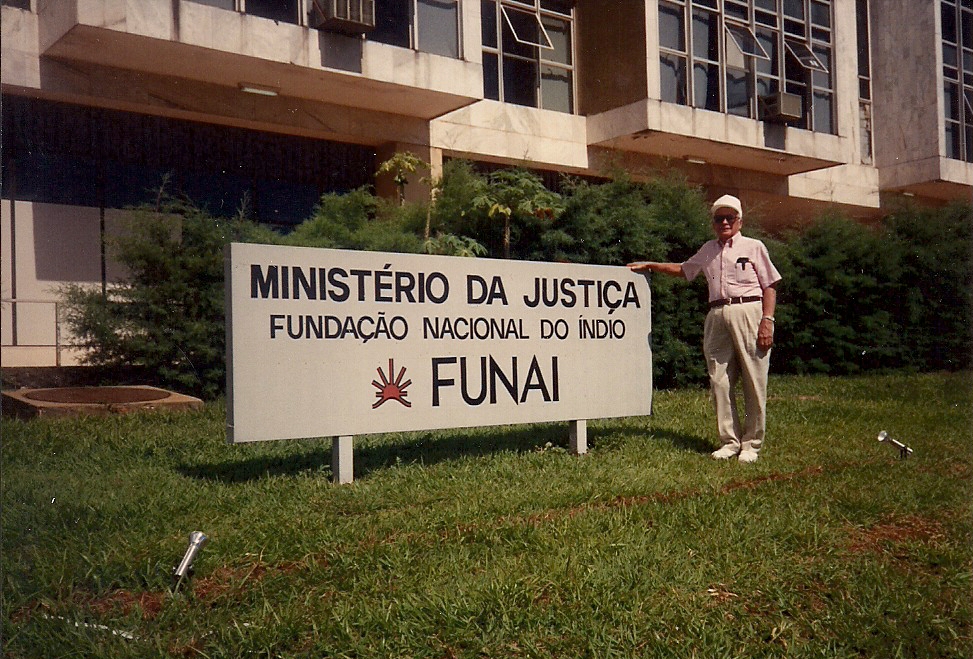 MINISTÉRIO DA JUSTIÇA
FUNDAÇÃO NACIONAL DO ÍNDIO
FUNAI